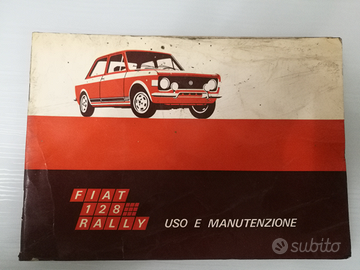 FIAT
128
RALLY
USO E MANUTENZIONE
subito